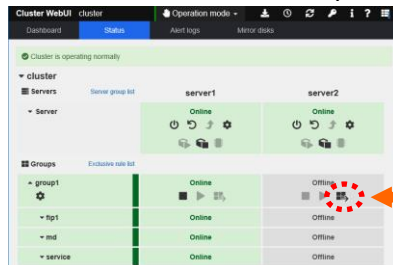 Cluster WebUI cluster Operation mode
Dashboard Status Alert logs Mirror disks
Cluster is operating normally
cluster
Servers Server group list server1 server2
Server Online Online
Groups Exclusive rule list
group1 Online Offline
fip1 Online Offline
md Online Offline
service Online Offline